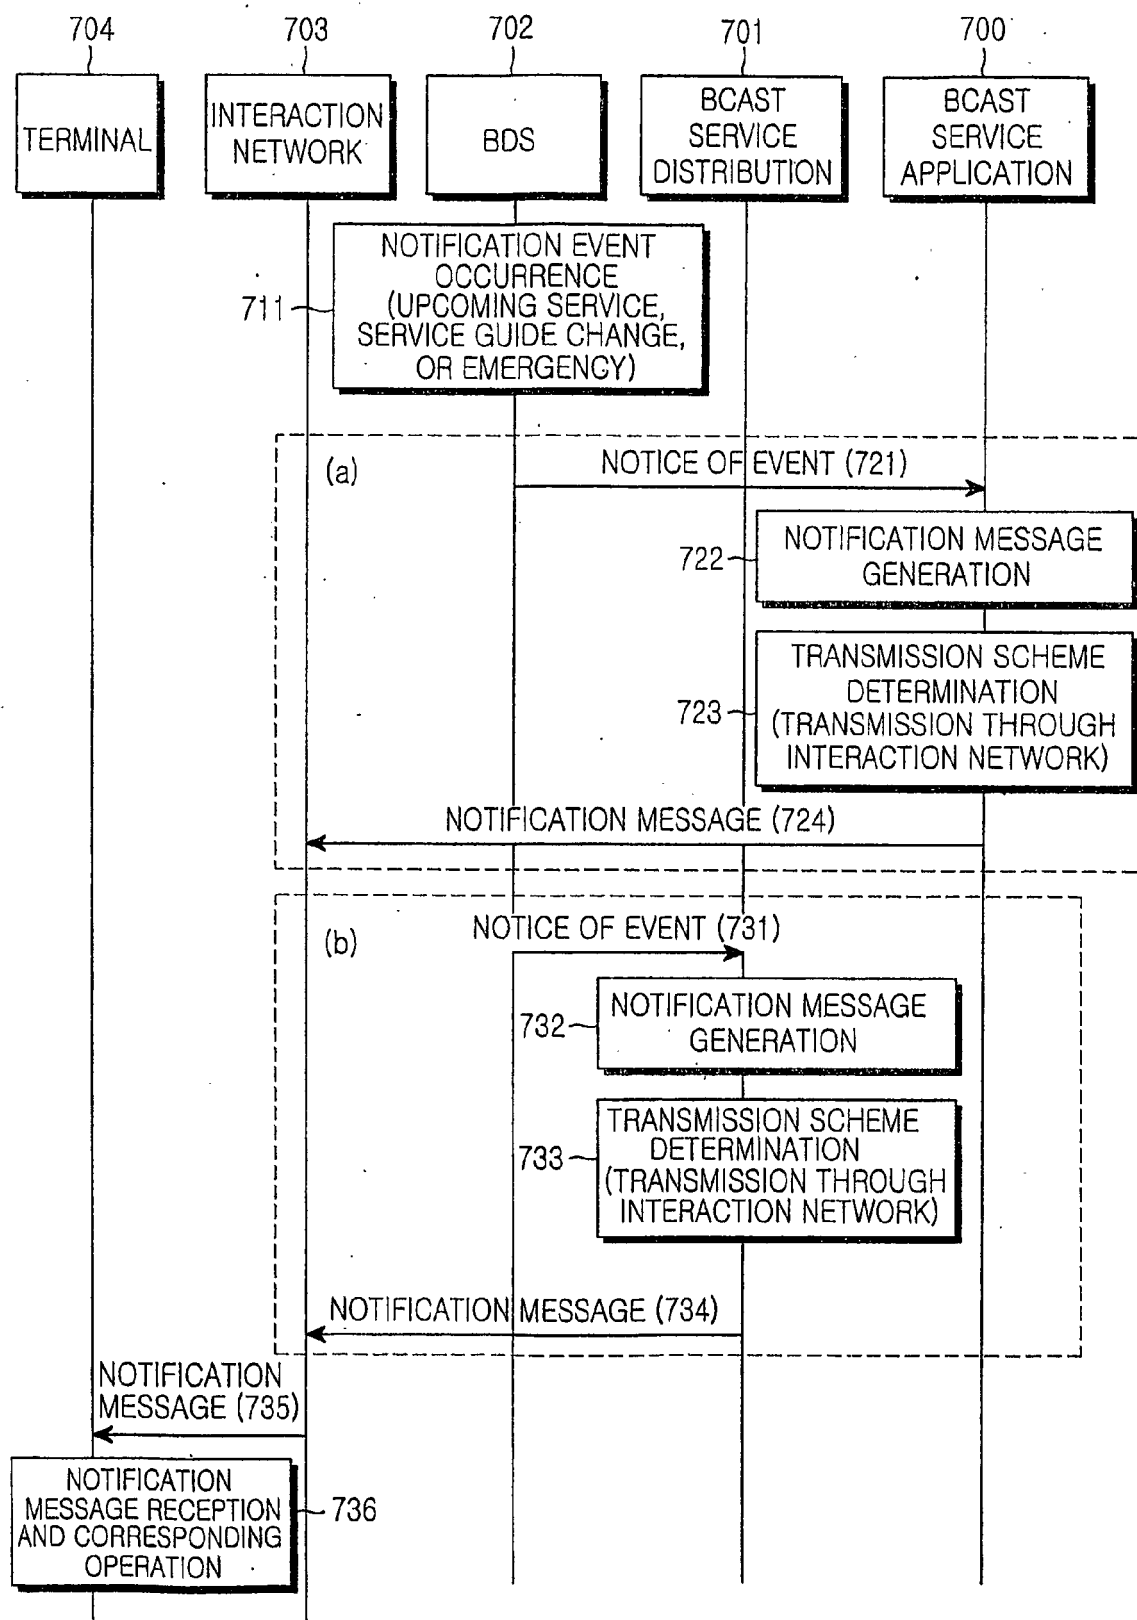 704
703
702
701
700
TERMINAL
INTERACTION
NETWORK
BDS
BCAST
SERVICE
DISTRIBUTION
BCAST
SERVICE
APPLICATION
711
NOTIFICATION EVENT
OCCURRENCE
(UPCOMING SERVICE,
SERVICE GUIDE CHANGE,
OR EMERGENCY)
(a)
NOTICE OF EVENT (721)
722
NOTIFICATION MESSAGE
GENERATION
723
TRANSMISSION SCHEME
DETERMINATION
(TRANSMISSION THROUGH
INTERACTION NETWORK)
NOTIFICATION MESSAGE (724)
(b)
NOTICE OF EVENT (731)
732
NOTIFICATION MESSAGE
GENERATION
733
TRANSMISSION SCHEME
DETERMINATION
(TRANSMISSION THROUGH
INTERACTION NETWORK)
NOTIFICATION MESSAGE (734)
NOTIFICATION
MESSAGE (735)
NOTIFICATION
MESSAGE RECEPTION
AND CORRESPONDING
OPERATION
736